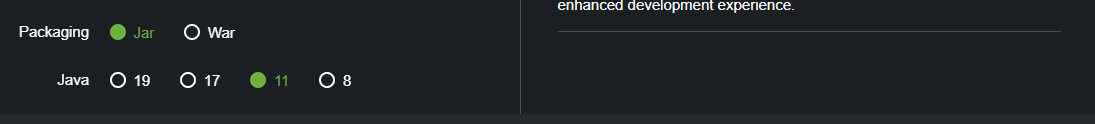 enhanced development experience.
Packaging Jar War
Java 19 17 11 8